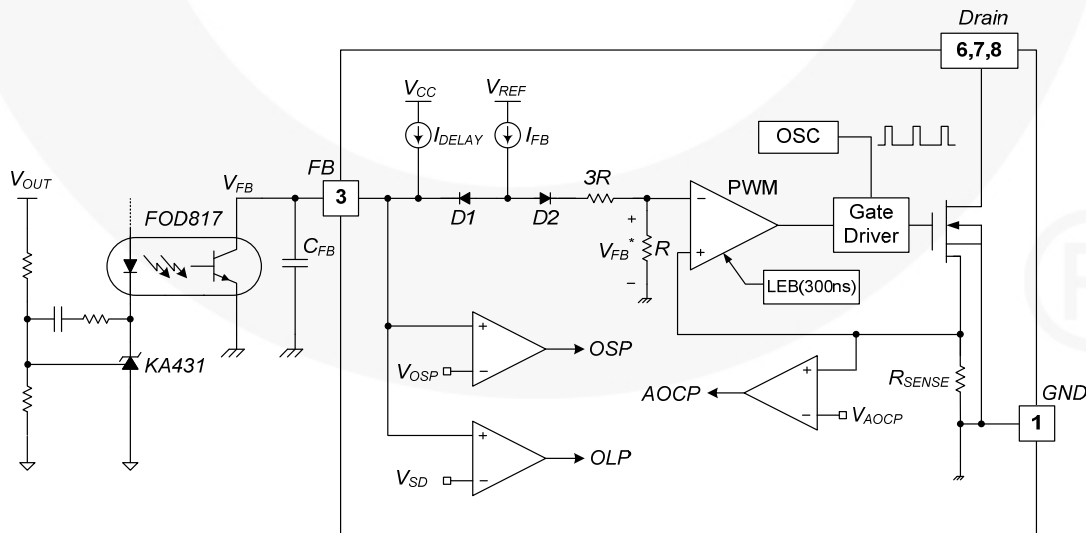 Drain
6,7,8
VCC
VREF
IDELAY
IFB
OSC
FB
3
3R
PWM
VOUT
VFB
FOD817
D1
D2
Gate
Driver
CFB
+
VFB*
R
−
−
+
LEB(300ns)
KA431
+
−
VOSP
OSP
AOCP
+
−
VAOCP
RSENSE
GND
1
+
−
VSD
OLP
R